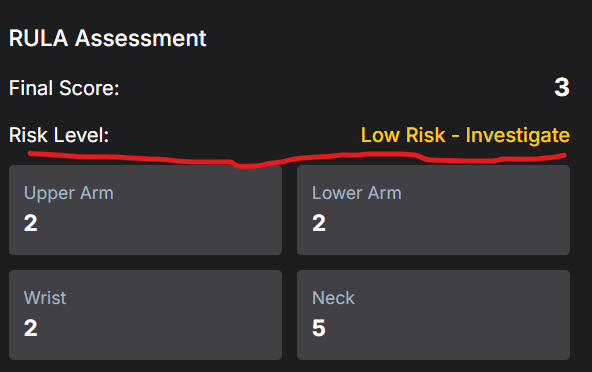 RULA Assessment
Final Score: 3
Risk Level: Low Risk - Investigate
Upper Arm Lower Arm
2 2
Wrist Neck
2 5